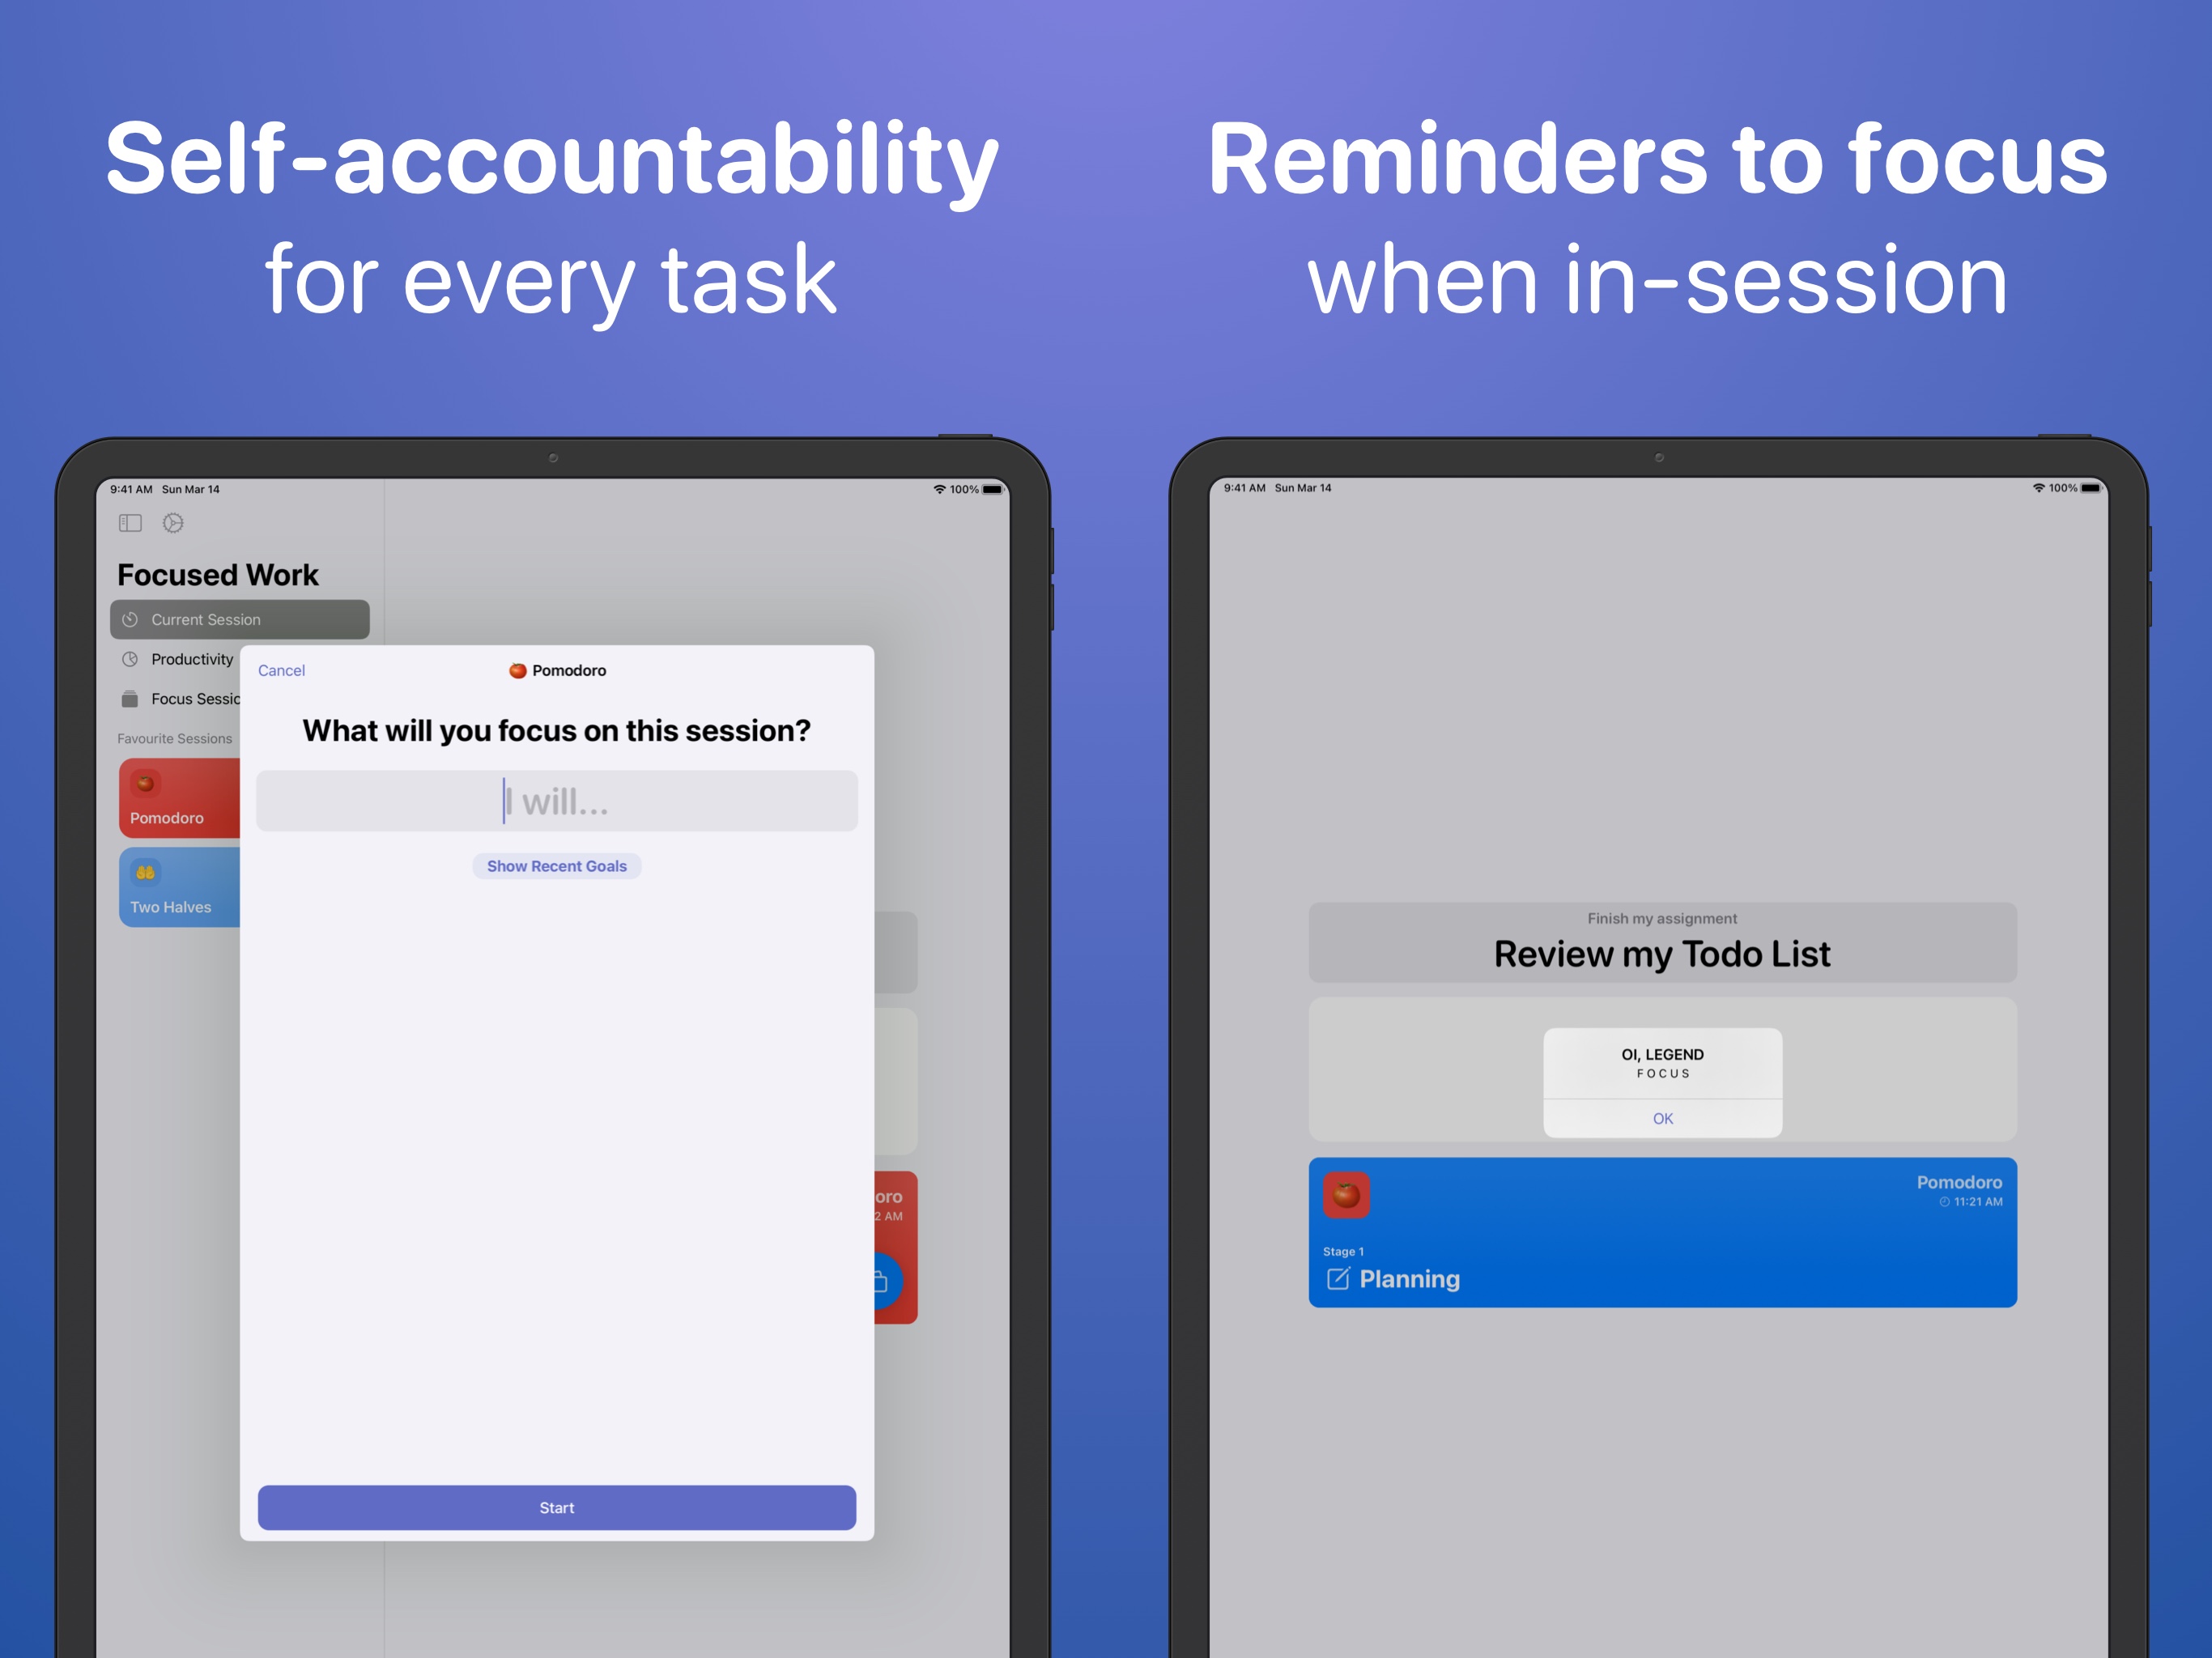 Self-accountability
for every task
9:41 AM Sun Mar 14
100%
Focused Work
Current Session
Productivity
Focus Sessio
Favourite Sessions
Pomodoro
Two Halves
Cancel
Pomodoro
What will you focus on this session?
I will...
Show Recent Goals
oro
2 AM
Start
Reminders to focus
when in-session
9:41 AM Sun Mar 14
100%
Finish my assignment
Review my Todo List
OI, LEGEND
FOCUS
OK
Pomodoro
11:21 AM
Stage 1
Planning